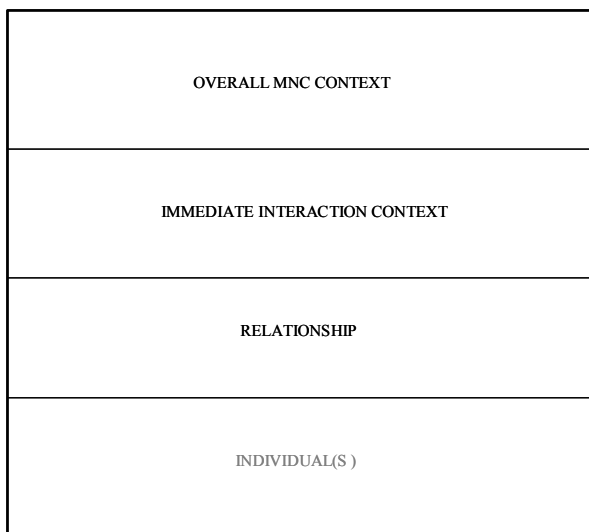 OVERALL MNC CONTEXT
IMMEDIATE INTERACTION CONTEXT
RELATIONSHIP
INDIVIDUAL(S )